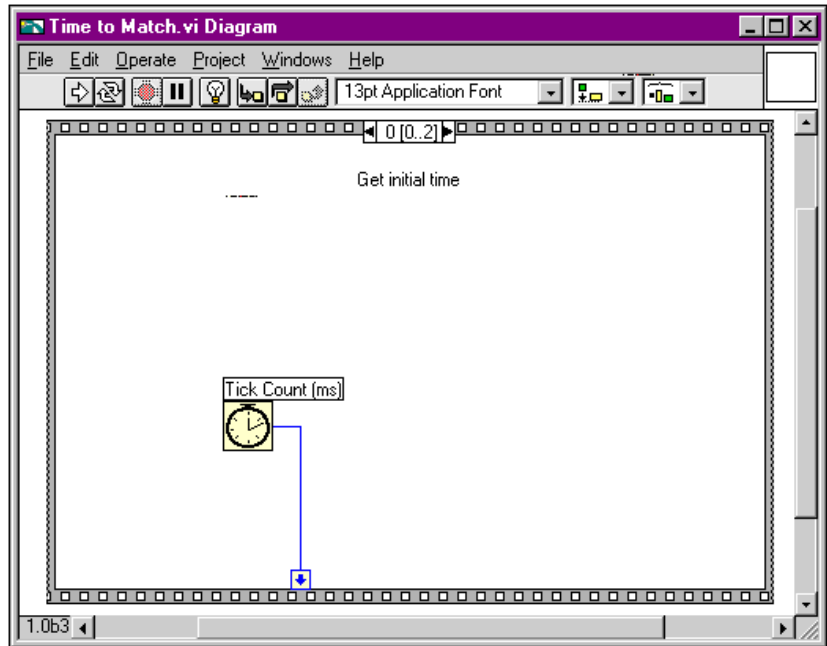 Time to Match.vi Diagram
File Edit Operate Project Windows Help
13pt Application Font
0 [0..2]
Get initial time
Tick Count (ms)
1.0b3